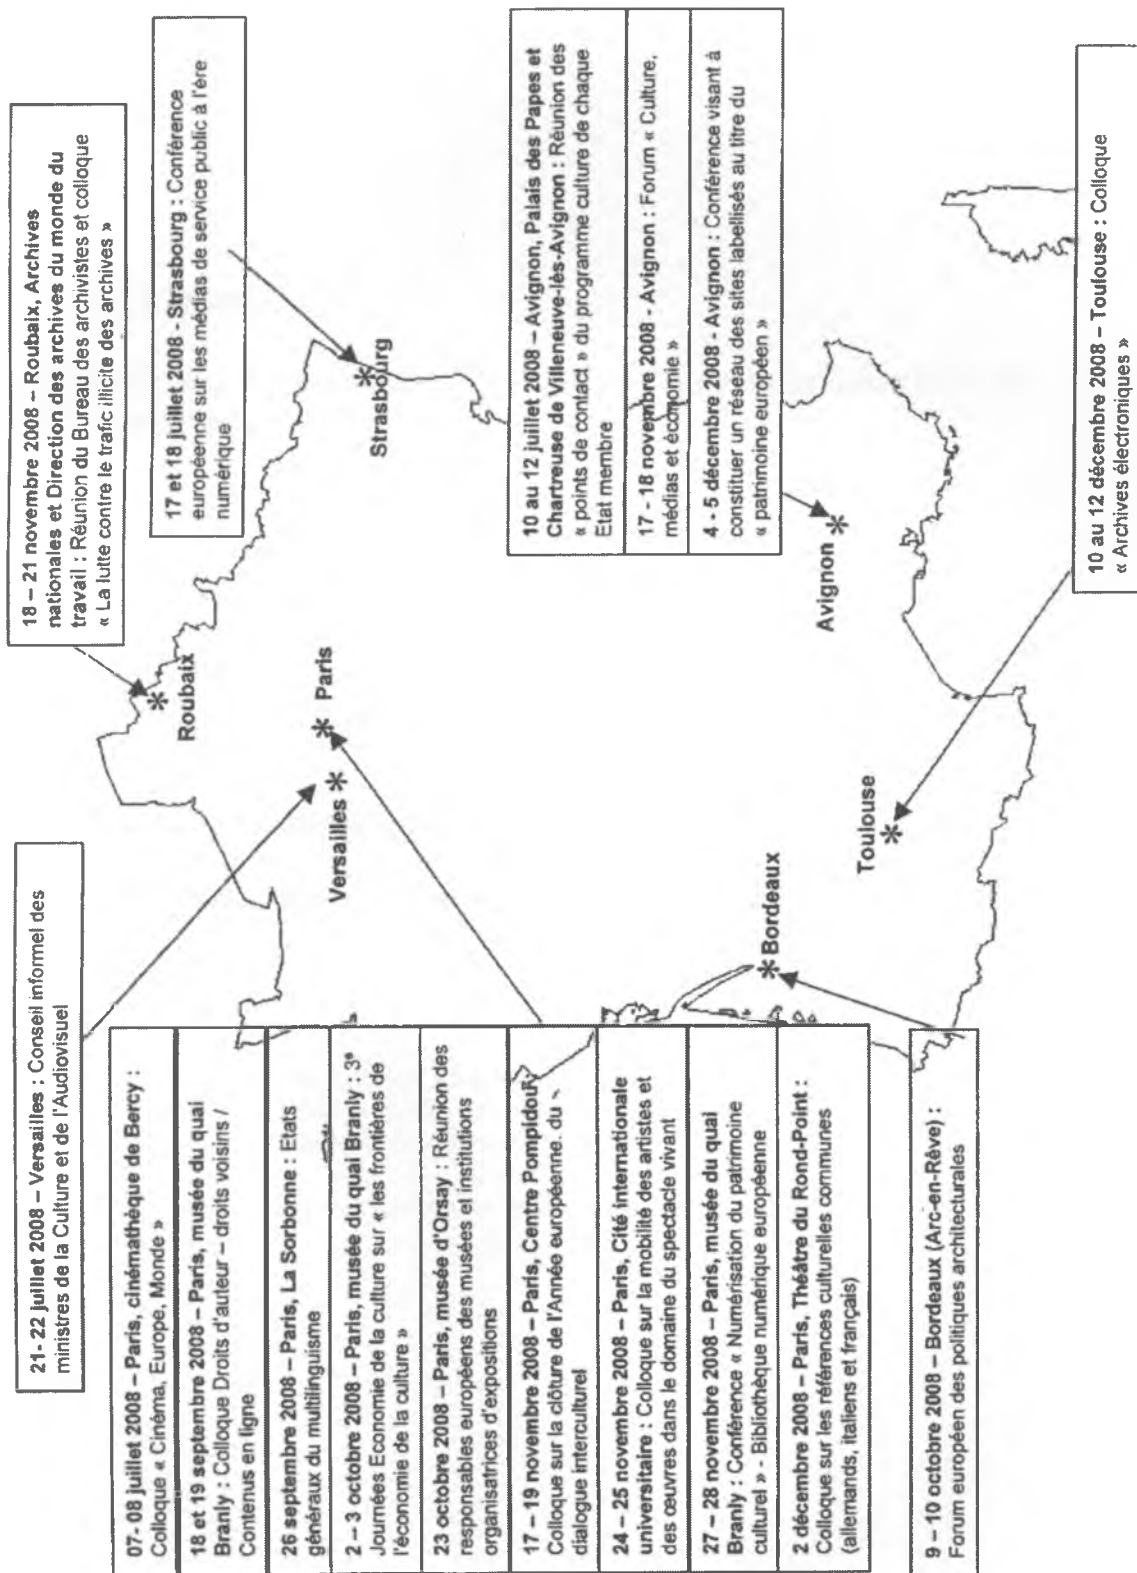 21- 22 juillet 2008 – Versailles : Conseil informel des
ministres de la Culture et de l'Audiovisuel
18 – 21 novembre 2008 – Roubaix, Archives
nationales et Direction des archives du monde du
travail : Réunion du Bureau des archivistes et colloque
« La lutte contre le trafic illicite des archives »
17 et 18 juillet 2008 - Strasbourg : Conférence
européenne sur les médias de service public à l'ère
numérique
07- 08 juillet 2008 – Paris, cinémathèque de Bercy :
Colloque « Cinéma, Europe, Monde »
18 et 19 septembre 2008 – Paris, musée du quai
Branly : Colloque Droits d'auteur – droits voisins /
Contenus en ligne
26 septembre 2008 – Paris, La Sorbonne : Etats
généraux du multilinguisme
2 – 3 octobre 2008 – Paris, musée du quai Branly : 3e
Journées Economie de la culture sur « les frontières de
l'économie de la culture »
23 octobre 2008 – Paris, musée d'Orsay : Réunion des
responsables européens des musées et institutions
organisatrices d'expositions
17 – 19 novembre 2008 – Paris, Centre Pompidou :
Colloque sur la clôture de l'Année européenne du
dialogue interculturel
24 – 25 novembre 2008 – Paris, Cité internationale
universitaire : Colloque sur la mobilité des artistes et
des œuvres dans le domaine du spectacle vivant
27 – 28 novembre 2008 – Paris, musée du quai
Branly : Conférence « Numérisation du patrimoine
culturel » - Bibliothèque numérique européenne
2 décembre 2008 – Paris, Théâtre du Rond-Point :
Colloque sur les références culturelles communes
(allemands, italiens et français)
9 – 10 octobre 2008 – Bordeaux (Arc-en-Rêve) :
Forum européen des politiques architecturales
Roubaix
Paris
Versailles
Strasbourg
Bordeaux
Toulouse
Avignon
10 au 12 juillet 2008 – Avignon, Palais des Papes et
Chartreuse de Villeneuve-lès-Avignon : Réunion des
« points de contact » du programme culture de chaque
Etat membre
17 - 18 novembre 2008 - Avignon : Forum « Culture,
médias et économie »
4 - 5 décembre 2008 - Avignon : Conférence visant à
constituer un réseau des sites labellisés au titre du
« patrimoine européen »
10 au 12 décembre 2008 – Toulouse : Colloque
« Archives électroniques »